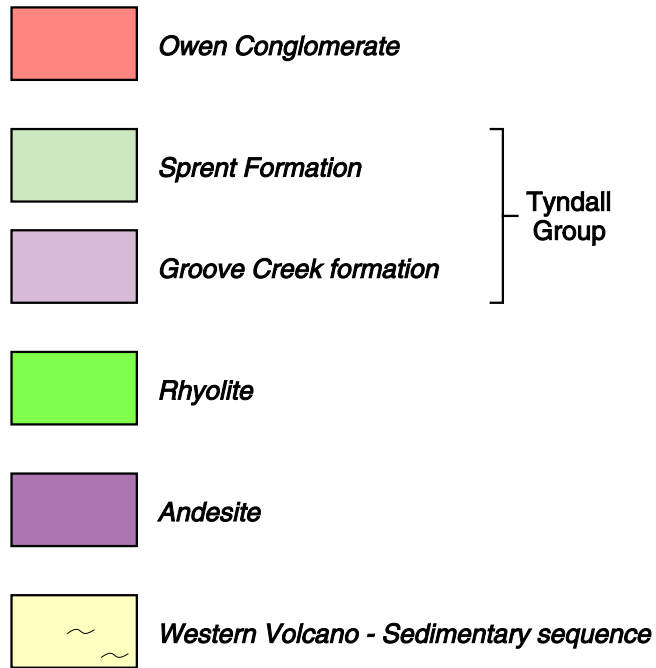 Owen Conglomerate
Sprent Formation
Tyndall
Group
Groove Creek formation
Rhyolite
Andesite
Western Volcano - Sedimentary sequence